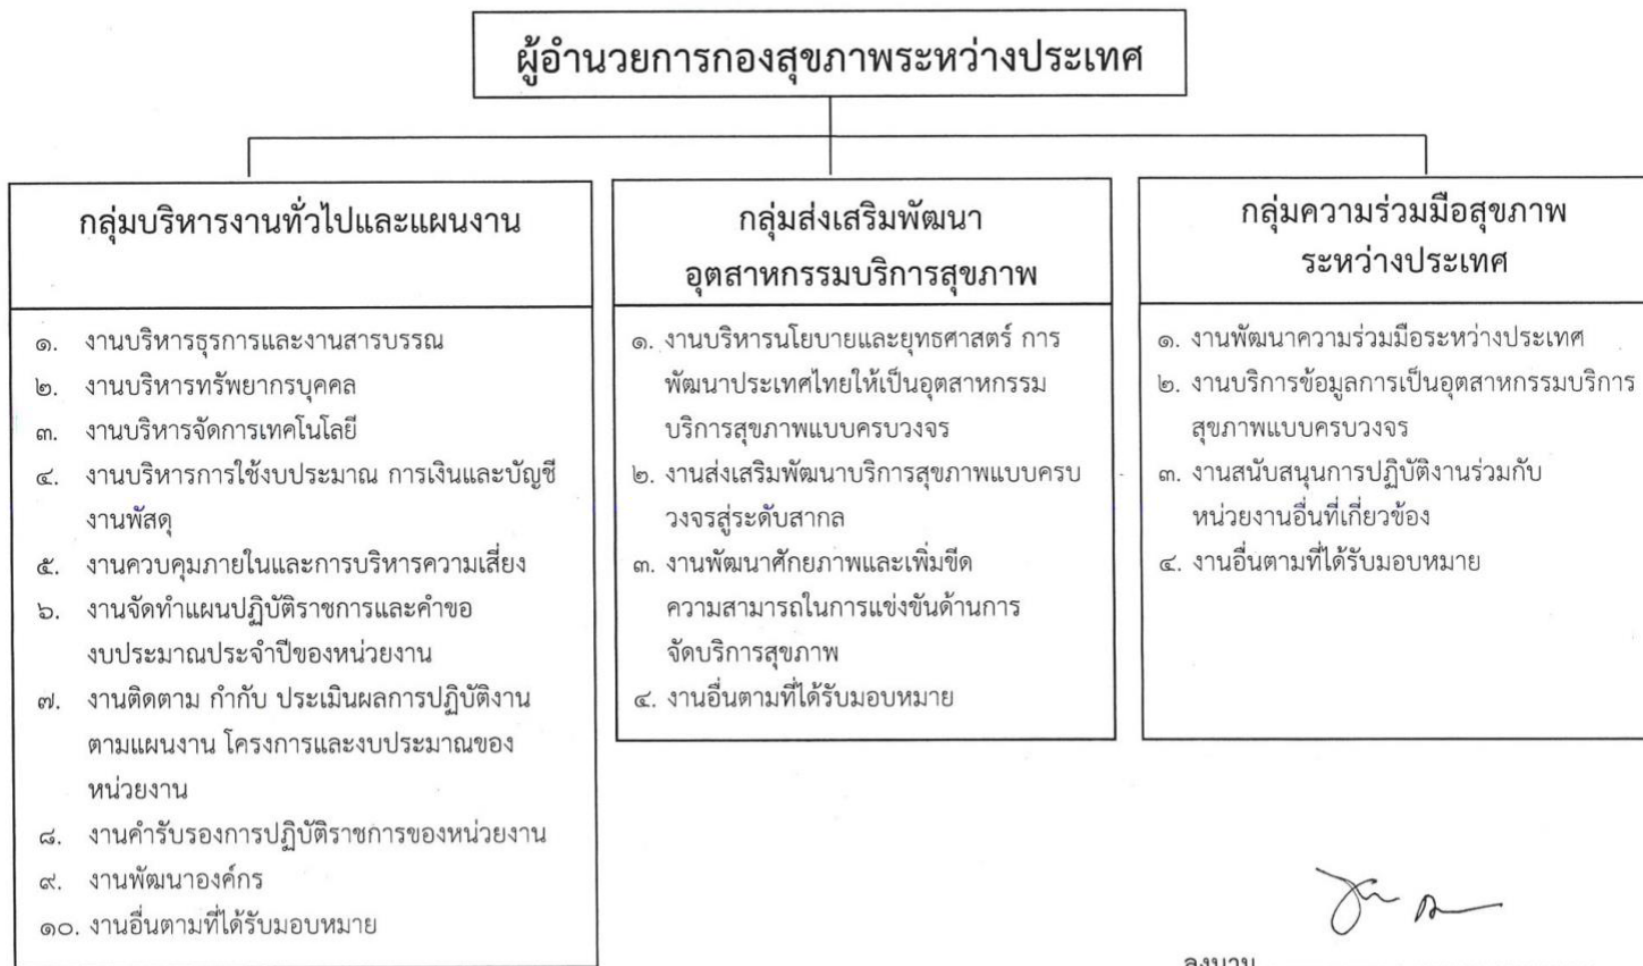 ผู้อำนวยการกองสุขภาพระหว่างประเทศ
กลุ่มบริหารงานทั่วไปและแผนงาน
๑. งานบริหารธุรการและงานสารบรรณ
๒. งานบริหารทรัพยากรบุคคล
๓. งานบริหารจัดการเทคโนโลยี
๔. งานบริหารการใช้งบประมาณ การเงินและบัญชี
งานพัสดุ
๕. งานควบคุมภายในและการบริหารความเสี่ยง
๖. งานจัดทำแผนปฏิบัติราชการและคำขอ
งบประมาณประจำปีของหน่วยงาน
๗. งานติดตาม กำกับ ประเมินผลการปฏิบัติงาน
ตามแผนงาน โครงการและงบประมาณของ
หน่วยงาน
๘. งานคำรับรองการปฏิบัติราชการของหน่วยงาน
๙. งานพัฒนาองค์กร
๑๐. งานอื่นตามที่ได้รับมอบหมาย
กลุ่มส่งเสริมพัฒนา
อุตสาหกรรมบริการสุขภาพ
๑. งานบริหารนโยบายและยุทธศาสตร์ การ
พัฒนาประเทศไทยให้เป็นอุตสาหกรรม
บริการสุขภาพแบบครบวงจร
๒. งานส่งเสริมพัฒนาบริการสุขภาพแบบครบ
วงจรสู่ระดับสากล
๓. งานพัฒนาศักยภาพและเพิ่มขีด
ความสามารถในการแข่งขันด้านการ
จัดบริการสุขภาพ
๔. งานอื่นตามที่ได้รับมอบหมาย
กลุ่มความร่วมมือสุขภาพ
ระหว่างประเทศ
๑. งานพัฒนาความร่วมมือระหว่างประเทศ
๒. งานบริการข้อมูลการเป็นอุตสาหกรรมบริการ
สุขภาพแบบครบวงจร
๓. งานสนับสนุนการปฏิบัติงานร่วมกับ
หน่วยงานอื่นที่เกี่ยวข้อง
๔. งานอื่นตามที่ได้รับมอบหมาย